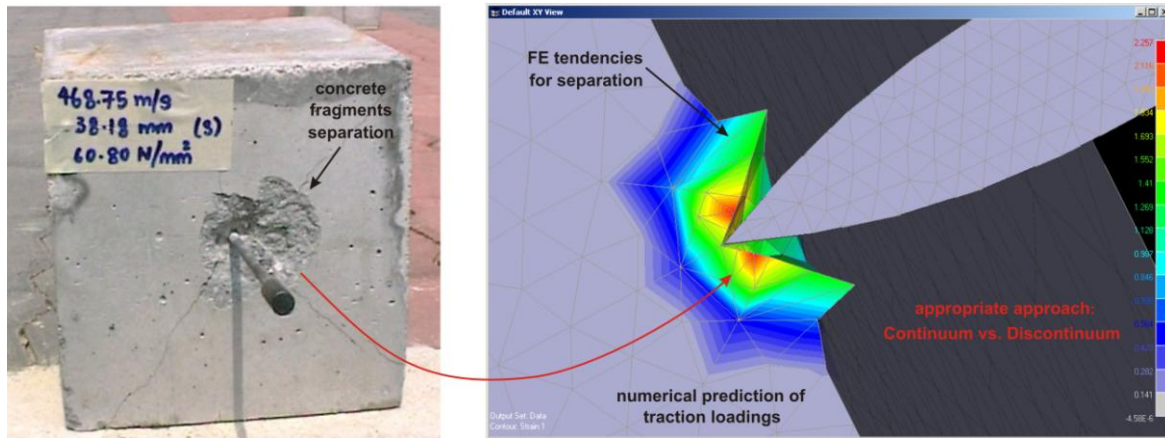 468.75 m/s
38.18 mm (S)
60.80 N/mm²
concrete
fragments
separation
Default XY View
FE tendencies
for separation
appropriate approach:
Continuum vs. Discontinuum
numerical prediction of
traction loadings
Output Set: Data
Contour: Strain 1
2.257
1.693
1.552
1.41
1.269
1.128
0.987
0.846
0.282
0.141
-4.58E-6